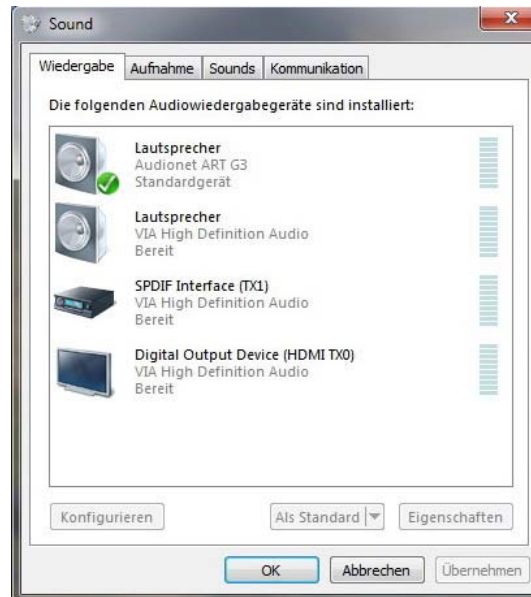 Sound
Wiedergabe Aufnahme Sounds Kommunikation
Die folgenden Audiowiedergabegeräte sind installiert:
Lautsprecher
Audionet ART G3
Standardgerät
Lautsprecher
VIA High Definition Audio
Bereit
SPDIF Interface (TX1)
VIA High Definition Audio
Bereit
Digital Output Device (HDMI TX0)
VIA High Definition Audio
Bereit
Konfigurieren Als Standard Eigenschaften
OK Abbrechen Übernehmen